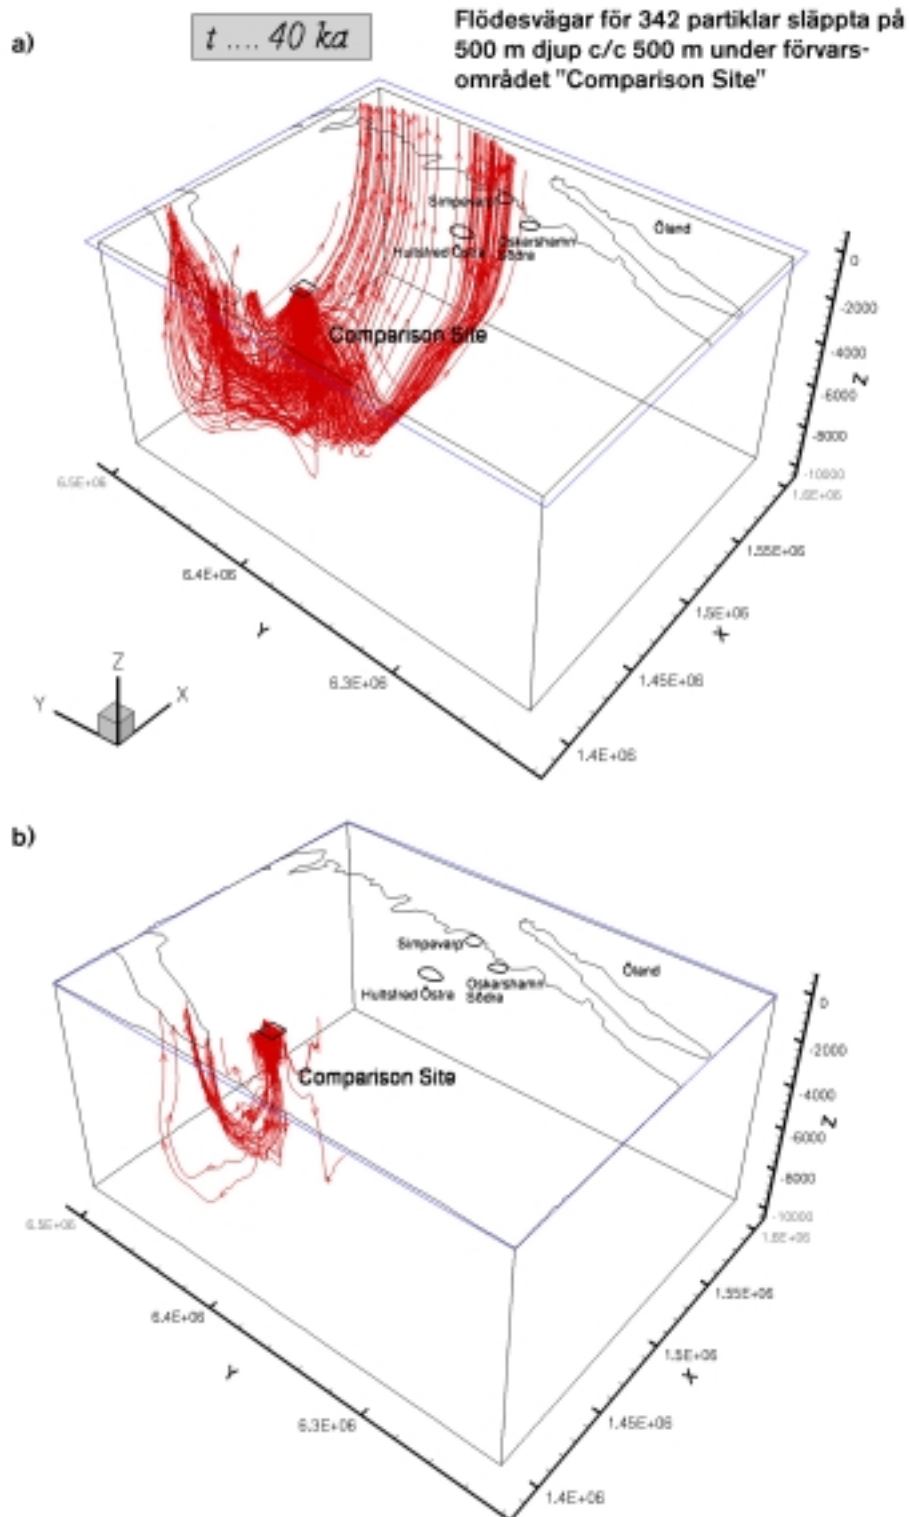 a)
t .... 40 ka
Flödesvägar för 342 partiklar släppta på
500 m djup c/c 500 m under förvars-
området "Comparison Site"
Simpevarp
Öland
Hultsfred Östra
Oskarshamn
Södra
Comparison Site
0
-2000
-4000
Z
-6000
-8000
-10000
1.6E+06
6.5E+06
1.55E+06
6.4E+06
1.5E+06
Y
X
6.3E+06
1.45E+06
1.4E+06
Z
Y
X
b)
Simpevarp
Öland
Hultsfred Östra
Oskarshamn
Södra
Comparison Site
0
-2000
-4000
Z
-6000
-8000
-10000
1.6E+06
6.5E+06
1.55E+06
6.4E+06
1.5E+06
Y
X
6.3E+06
1.45E+06
1.4E+06